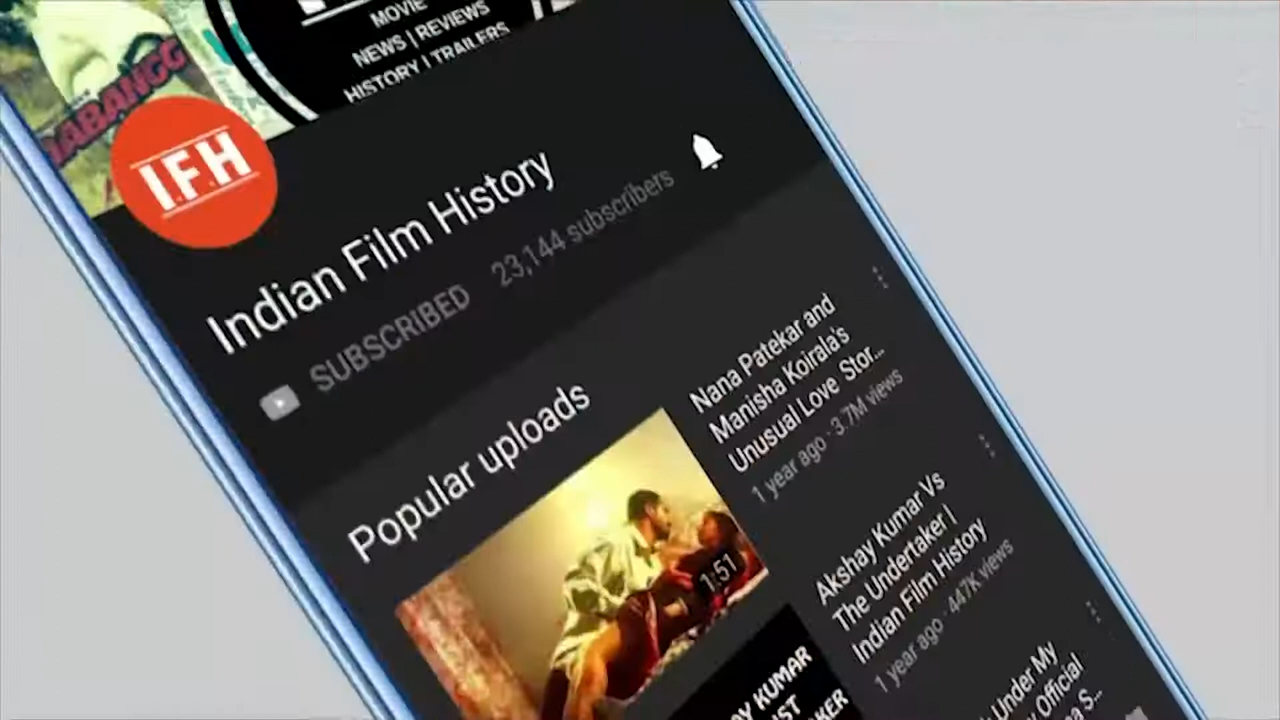 MOVIE
NEWS | REVIEWS
HISTORY | TRAILERS
DABANGG
I.F.H
Indian Film History
SUBSCRIBED 23,144 subscribers
Popular uploads
Nana Patekar and
Manisha Koirala's
Unusual Love Stor...
1 year ago · 3.7M views
1:51
Akshay Kumar Vs
The Undertaker |
Indian Film History
1 year ago · 447K views
KUMAR
Under My
Official